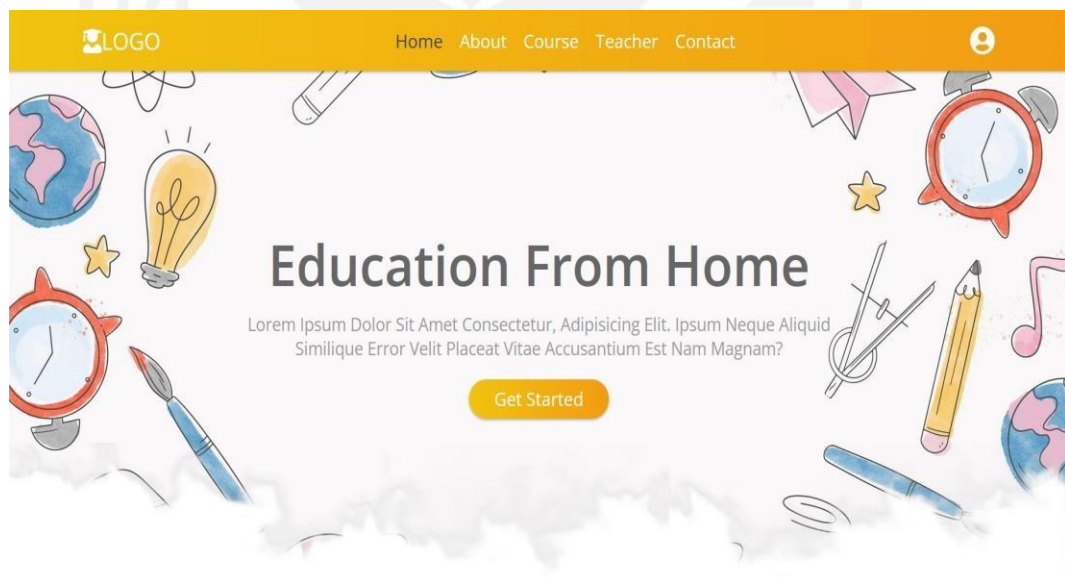 LOGO
Home About Course Teacher Contact
Education From Home
Lorem Ipsum Dolor Sit Amet Consectetur, Adipisicing Elit. Ipsum Neque Aliquid
Similique Error Velit Placeat Vitae Accusantium Est Nam Magnam?
Get Started